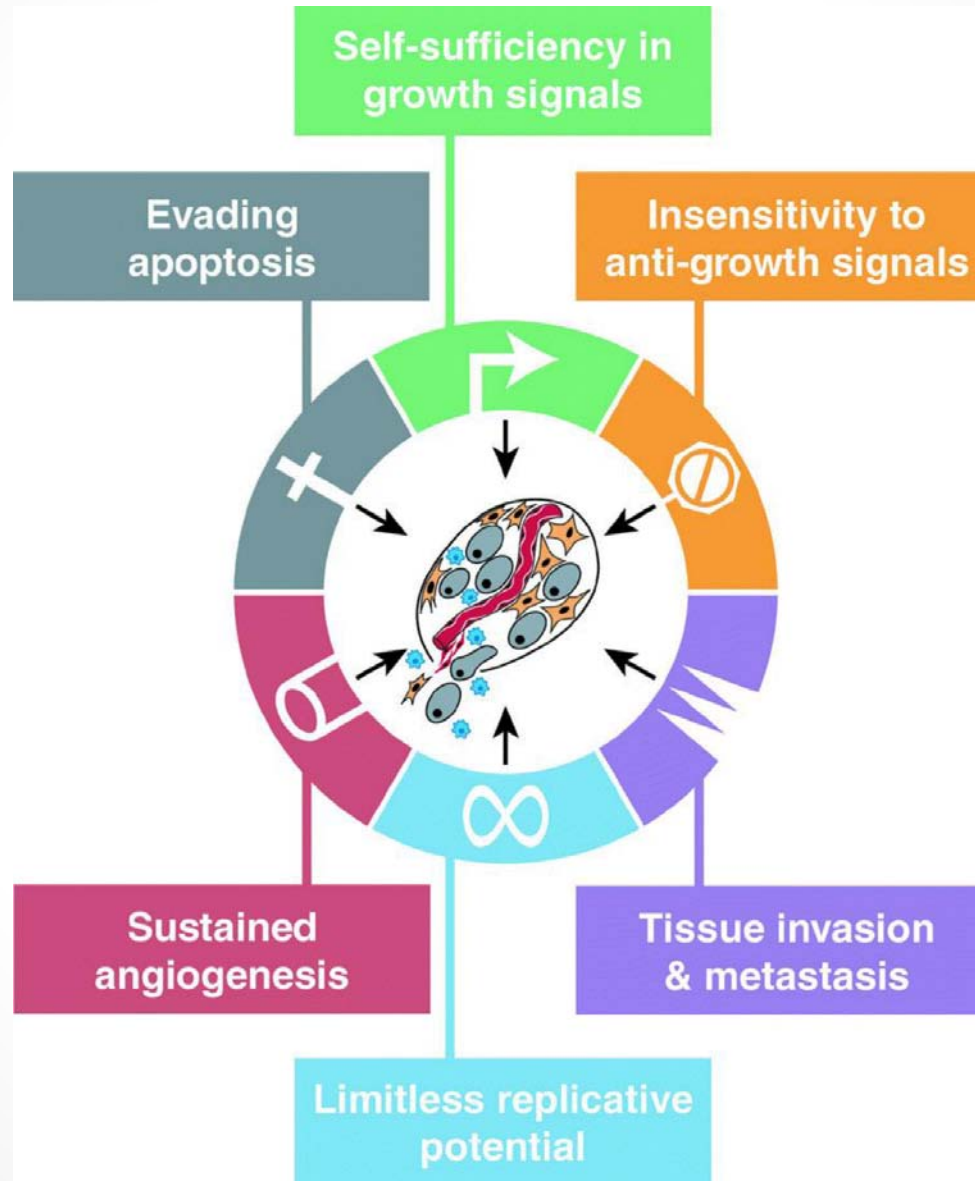 Self-sufficiency in
growth signals
Evading
apoptosis
Insensitivity to
anti-growth signals
Sustained
angiogenesis
Tissue invasion
& metastasis
Limitless replicative
potential